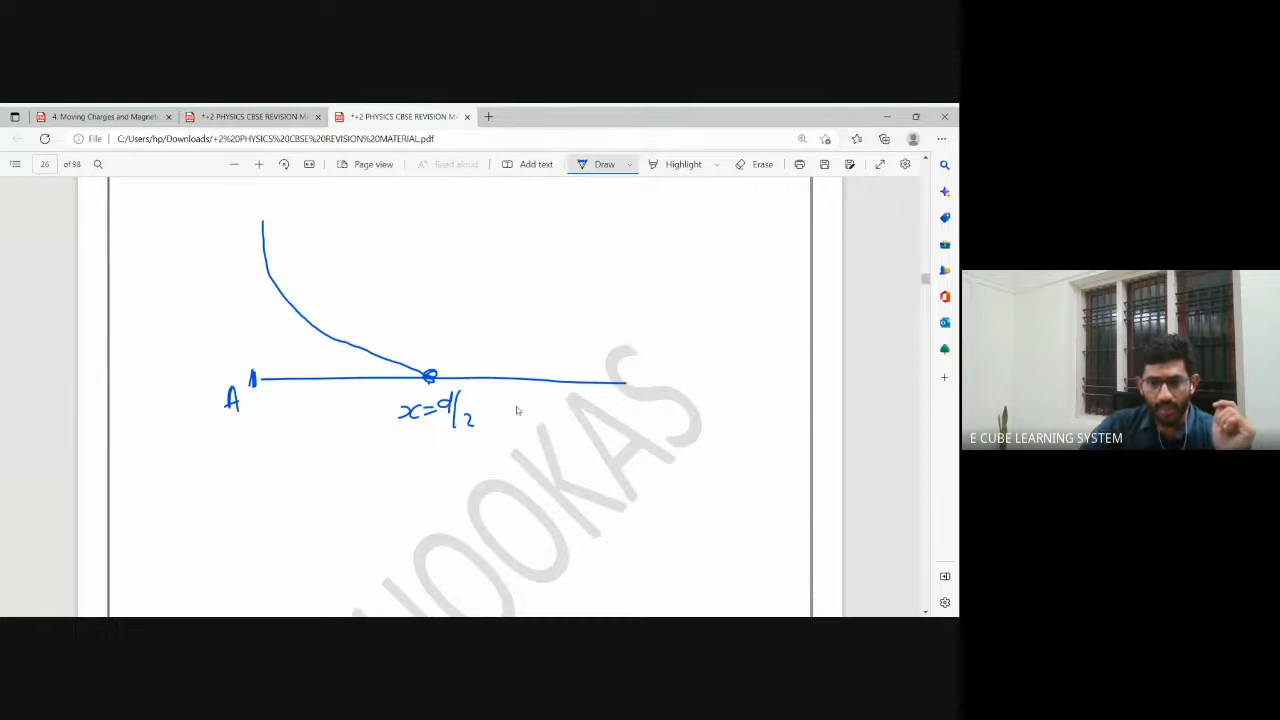 4. Moving Charges and Magnet
*+2 PHYSICS CBSE REVISION M
*+2 PHYSICS CBSE REVISION M
File
C:/Users/hp/Downloads/+2%20PHYSICS%20CBSE%20REVISION%20MATERIAL.pdf
26 of 98
Page view
Read aloud
Add text
Draw
Highlight
Erase
A
x=d/2
HOOKAS
E CUBE LEARNING SYSTEM